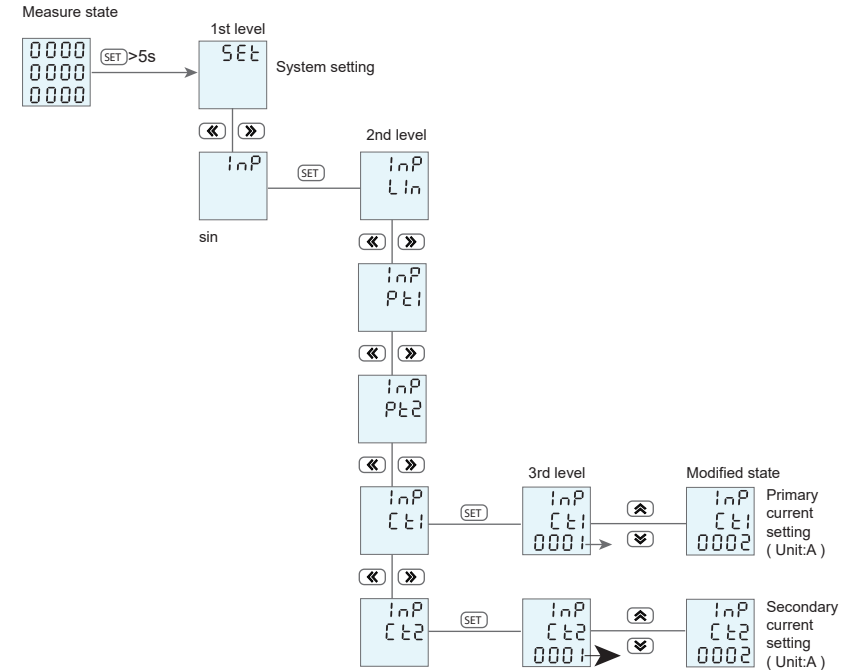 Measure state
1st level
0000
0000
0000
SET >5s
SEt
System setting
« »
2nd level
InP
SET
InP
LIn
sin
« »
InP
Pt1
« »
InP
Pt2
« »
3rd level
Modified state
InP
Ct1
SET
InP
Ct1
0001
InP
Ct1
0002
Primary
current
setting
( Unit:A )
« »
InP
Ct2
SET
InP
Ct2
0001
InP
Ct2
0002
Secondary
current
setting
( Unit:A )